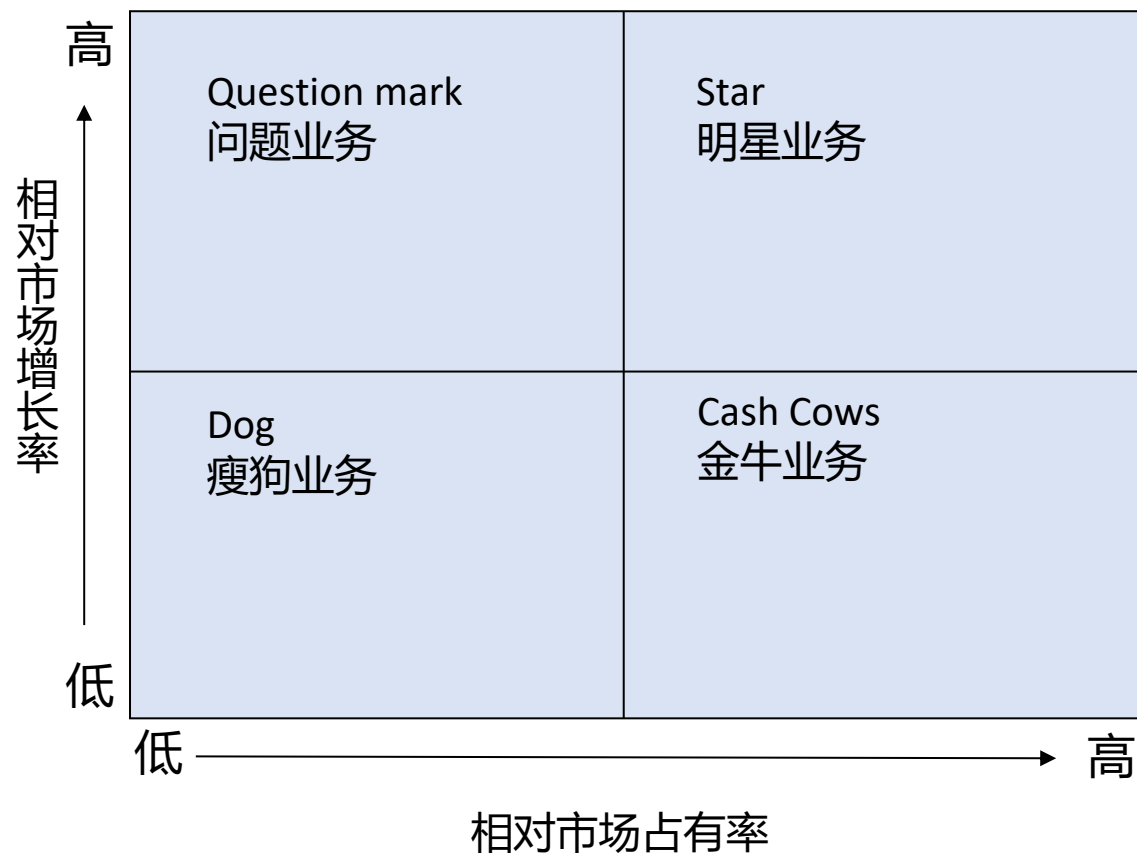 高
Question mark
问题业务
Star
明星业务
相对市场增长率
Dog
瘦狗业务
Cash Cows
金牛业务
低
低
高
相对市场占有率